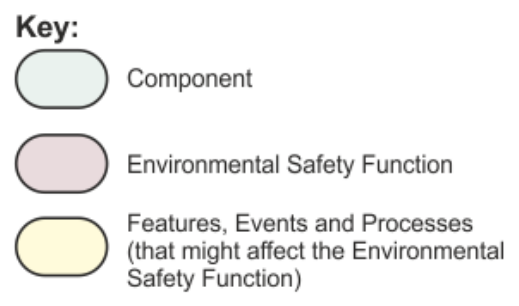 Key:
Component
Environmental Safety Function
Features, Events and Processes
(that might affect the Environmental
Safety Function)